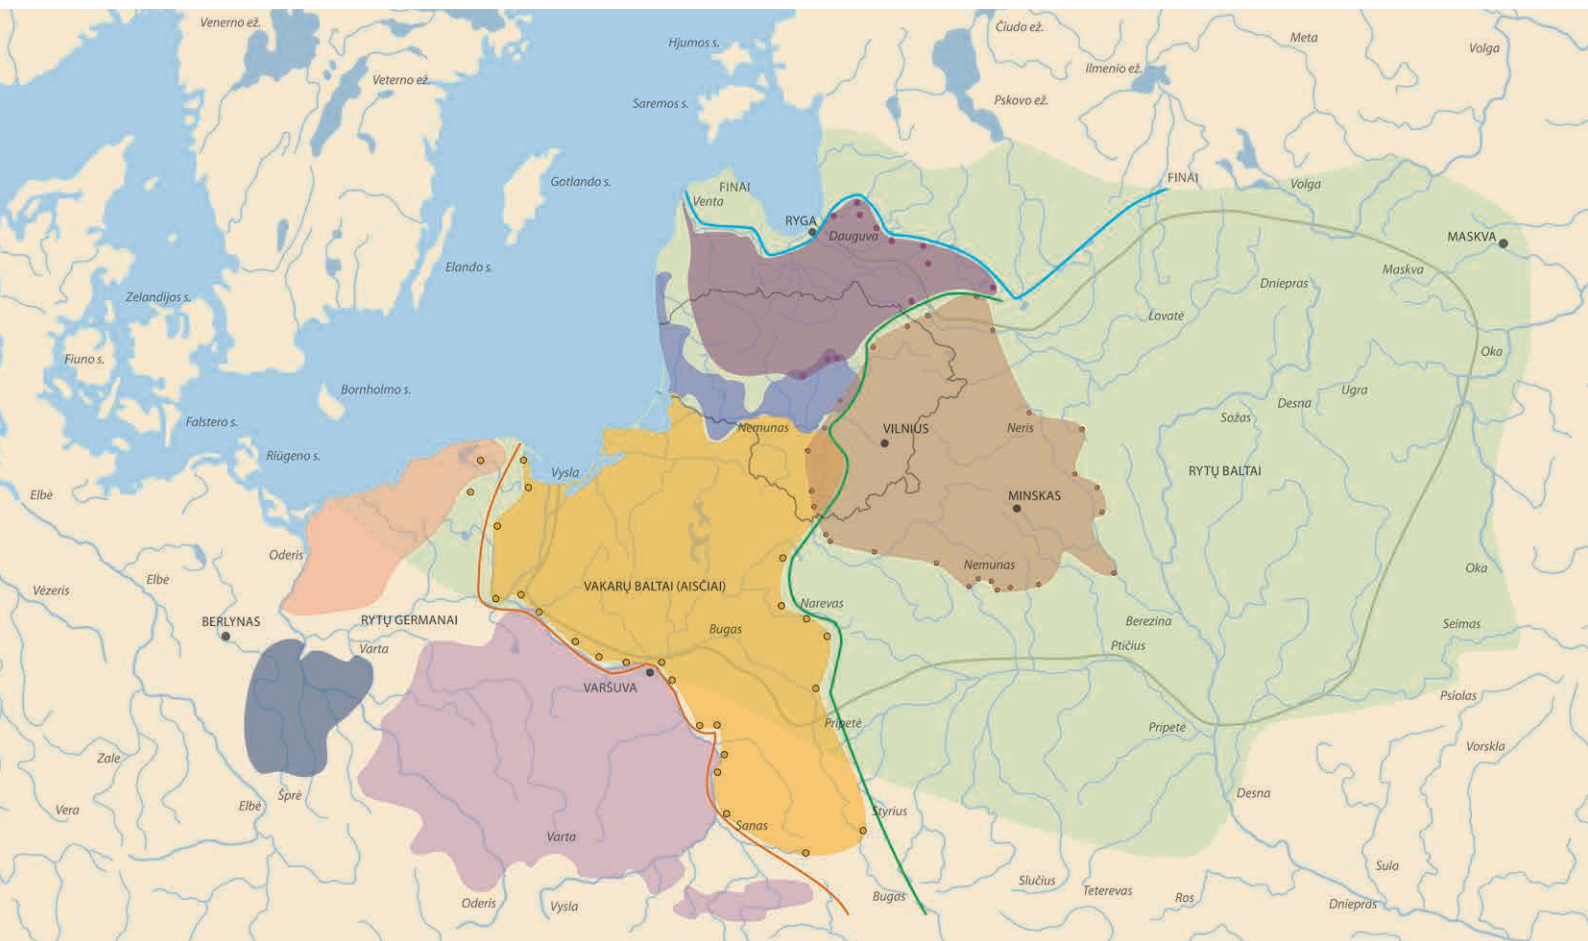 Venerno ež.
Hjumos s.
Čiudo ež.
Meta
Volga
Veterno ež.
Ilmenio ež.
Saremos s.
Pskovo ež.
Gotlando s.
FINAI
FINAI
Volga
Venta
RYGA
Dauguva
MASKVA
Elando s.
Maskva
Dniepras
Zelandijos s.
Lovatė
Fiuno s.
Oka
Bornholmo s.
Ugra
Desna
Falstero s.
Sožas
Nemunas
VILNIUS
Neris
Riūgeno s.
Vysla
RYTŲ BALTAI
Elbė
MINSKAS
Oderis
Nemunas
Oka
Vėzeris
Elbė
VAKARŲ BALTAI (AISČIAI)
Narevas
BERLYNAS
RYTŲ GERMANAI
Bugas
Berezina
Seimas
Varta
Ptičius
VARŠUVA
Psiolas
Pripetė
Pripetė
Vorskla
Zale
Šprė
Desna
Vera
Elbė
Styrius
Sanas
Varta
Sula
Slučius
Teterevas
Bugas
Ros
Oderis
Vysla
Dniepras